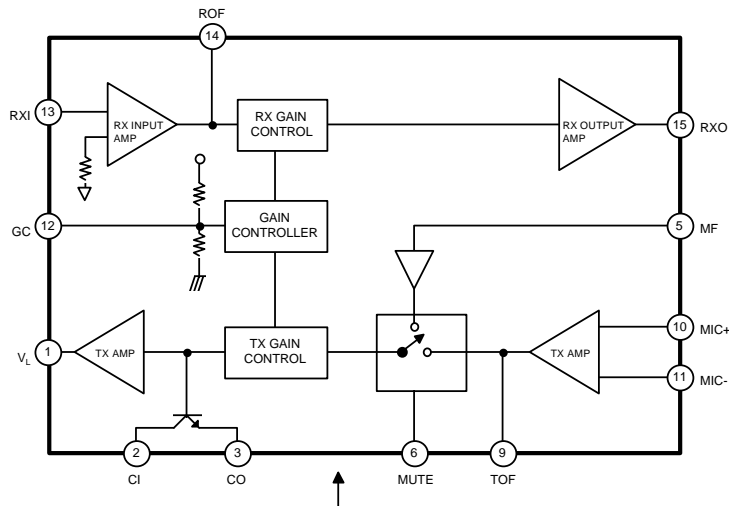 ROF
14
RXI
13
RX INPUT
AMP
RX GAIN
CONTROL
RX OUTPUT
AMP
15
RXO
GC
12
GAIN
CONTROLLER
5
MF
VL
1
TX AMP
TX GAIN
CONTROL
TX AMP
10
MIC+
11
MIC-
2
3
6
9
CI
CO
MUTE
TOF